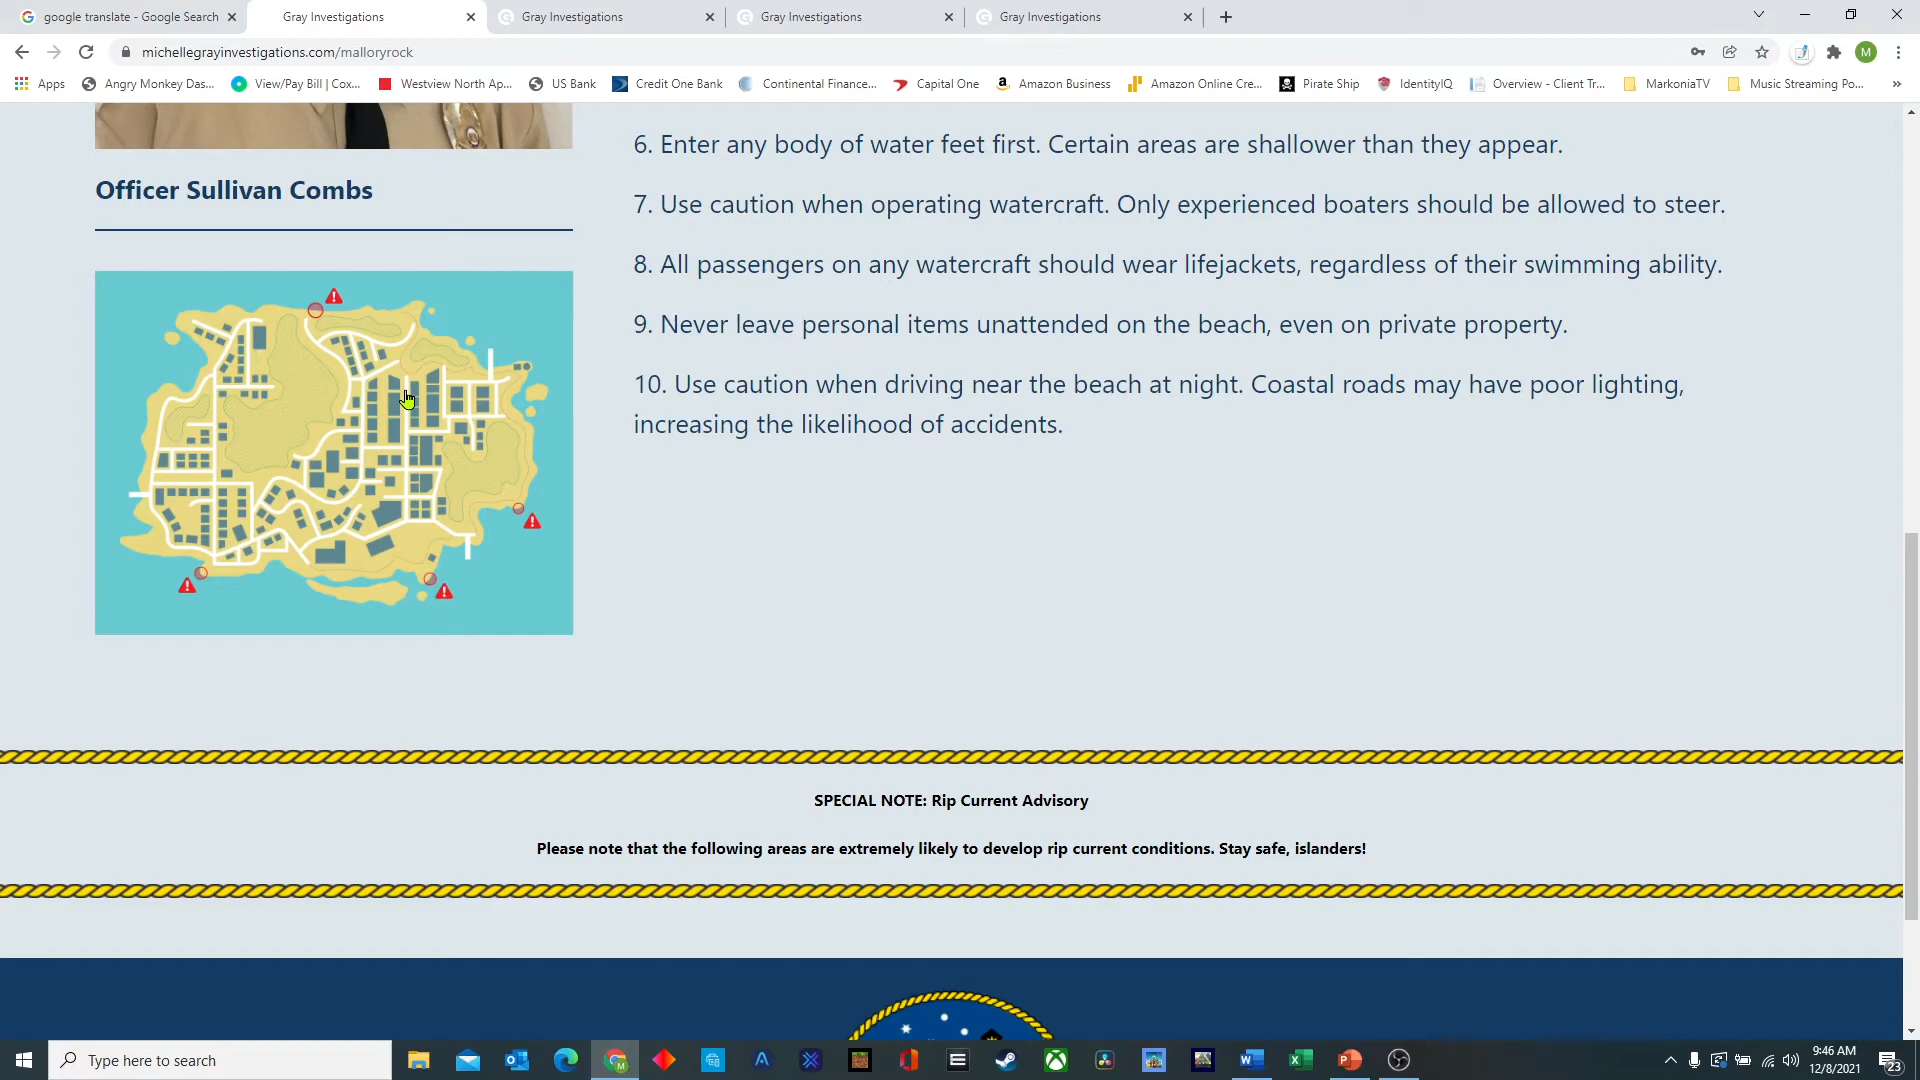 google translate - Google Search
Gray Investigations
Gray Investigations
Gray Investigations
Gray Investigations
michellegrayinvestigations.com/malloryrock
M
Apps
Angry Monkey Das...
View/Pay Bill | Cox...
Westview North Ap...
US Bank
Credit One Bank
Continental Finance...
Capital One
Amazon Business
Amazon Online Cre...
Pirate Ship
IdentityIQ
Overview - Client Tr...
MarkoniaTV
Music Streaming Po...
Officer Sullivan Combs
6. Enter any body of water feet first. Certain areas are shallower than they appear.
7. Use caution when operating watercraft. Only experienced boaters should be allowed to steer.
8. All passengers on any watercraft should wear lifejackets, regardless of their swimming ability.
9. Never leave personal items unattended on the beach, even on private property.
10. Use caution when driving near the beach at night. Coastal roads may have poor lighting,
increasing the likelihood of accidents.
SPECIAL NOTE: Rip Current Advisory
Please note that the following areas are extremely likely to develop rip current conditions. Stay safe, islanders!
Type here to search
9:46 AM
12/8/2021
23